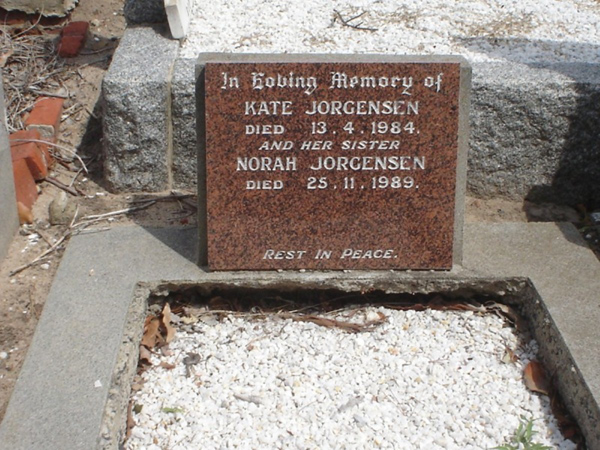 In Loving Memory of
KATE JORGENSEN
DIED 13.4.1984.
AND HER SISTER
NORAH JORGENSEN
DIED 25.11.1989.
REST IN PEACE.